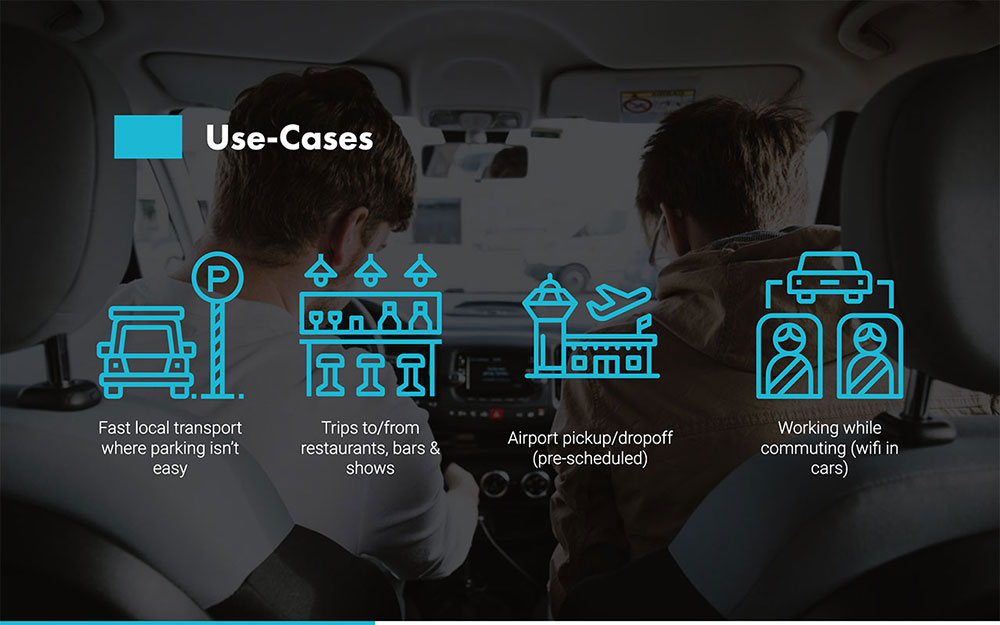 Use-Cases
P
Fast local transport
where parking isn't
easy
Trips to/from
restaurants, bars &
shows
Airport pickup/dropoff
(pre-scheduled)
Working while
commuting (wifi in
cars)